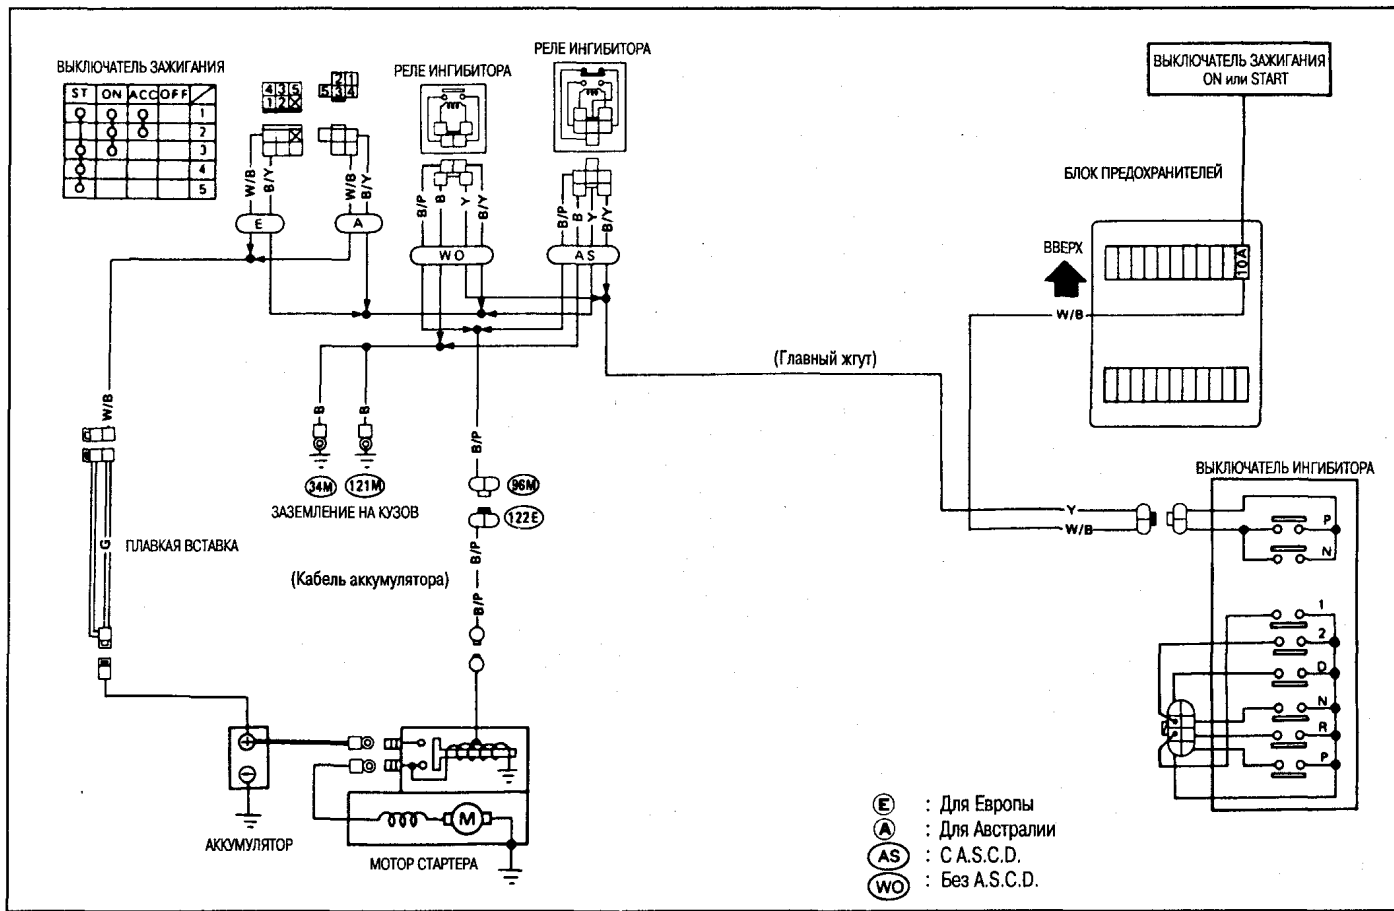 РЕЛЕ ИНГИБИТОРА
ВЫКЛЮЧАТЕЛЬ ЗАЖИГАНИЯ
ON или START
ВЫКЛЮЧАТЕЛЬ ЗАЖИГАНИЯ
РЕЛЕ ИНГИБИТОРА
ST ON ACC OFF
1
2
3
4
5
4 3 5
1 2
2 1
5 3 4
БЛОК ПРЕДОХРАНИТЕЛЕЙ
W/B B/Y W/B B/Y
B/P B Y B/Y
B/P B Y B/Y
E
A
WO
AS
ВВЕРХ
10A
W/B
(Главный жгут)
W/B
B
B
B/P
34M
121M
96M
ЗАЗЕМЛЕНИЕ НА КУЗОВ
122E
ВЫКЛЮЧАТЕЛЬ ИНГИБИТОРА
Y
W/B
P
N
G
ПЛАВКАЯ ВСТАВКА
B/P
(Кабель аккумулятора)
B/P
1
2
D
N
R
P
M
АККУМУЛЯТОР
МОТОР СТАРТЕРА
E : Для Европы
A : Для Австралии
AS : С A.S.C.D.
WO : Без A.S.C.D.